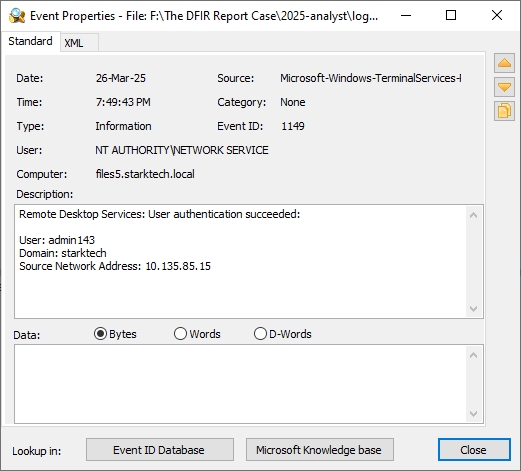 Event Properties - File: F:\The DFIR Report Case\2025-analyst\log...
Standard XML
Date: 26-Mar-25 Source: Microsoft-Windows-TerminalServices-
Time: 7:49:43 PM Category: None
Type: Information Event ID: 1149
User: NT AUTHORITY\NETWORK SERVICE
Computer: files5.starktech.local
Description:
Remote Desktop Services: User authentication succeeded:
User: admin143
Domain: starktech
Source Network Address: 10.135.85.15
Data: Bytes Words D-Words
Lookup in: Event ID Database Microsoft Knowledge base Close